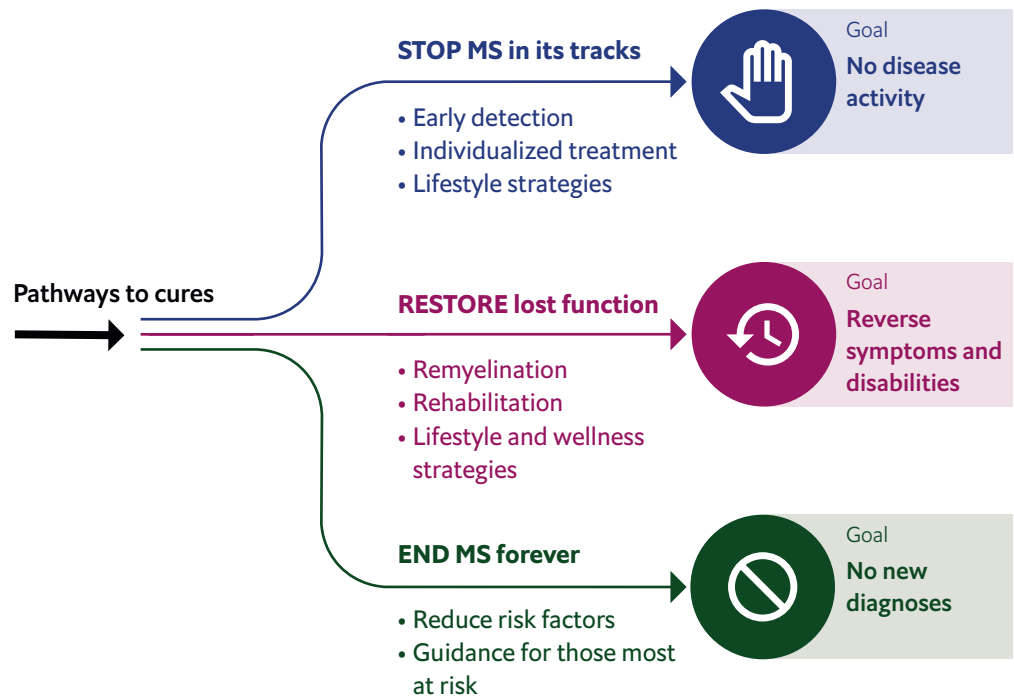 Pathways to cures
STOP MS in its tracks
• Early detection
• Individualized treatment
• Lifestyle strategies
Goal
No disease
activity
RESTORE lost function
• Remyelination
• Rehabilitation
• Lifestyle and wellness
strategies
Goal
Reverse
symptoms and
disabilities
END MS forever
• Reduce risk factors
• Guidance for those most
at risk
Goal
No new
diagnoses